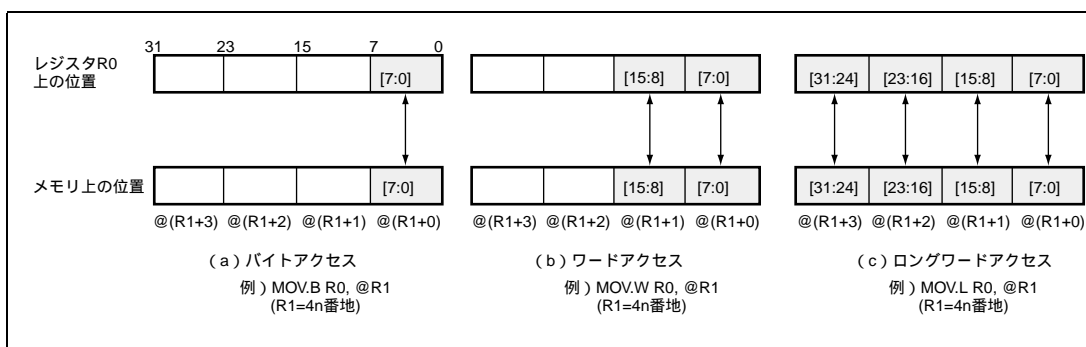 31 23 15 7 0
レジスタR0
上の位置
[7:0]
[15:8] [7:0]
[31:24] [23:16] [15:8] [7:0]
メモリ上の位置
[7:0]
[15:8] [7:0]
[31:24] [23:16] [15:8] [7:0]
@(R1+3) @(R1+2) @(R1+1) @(R1+0)
@(R1+3) @(R1+2) @(R1+1) @(R1+0)
@(R1+3) @(R1+2) @(R1+1) @(R1+0)
(a)バイトアクセス
例)MOV.B R0, @R1
(R1=4n番地)
(b)ワードアクセス
例)MOV.W R0, @R1
(R1=4n番地)
(c)ロングワードアクセス
例)MOV.L R0, @R1
(R1=4n番地)